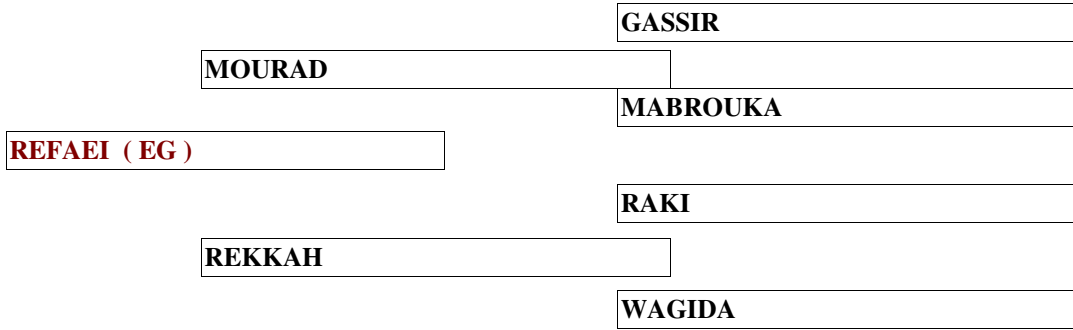 GASSIR
MOURAD
MABROUKA
REFAEI ( EG )
RAKI
REKKAH
WAGIDA